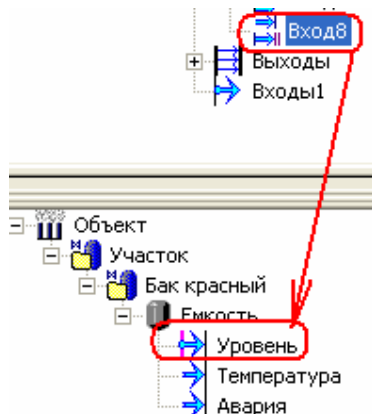 Вход8
Выходы
Входы1
Объект
Участок
Бак красный
Емкость
Уровень
Температура
Авария